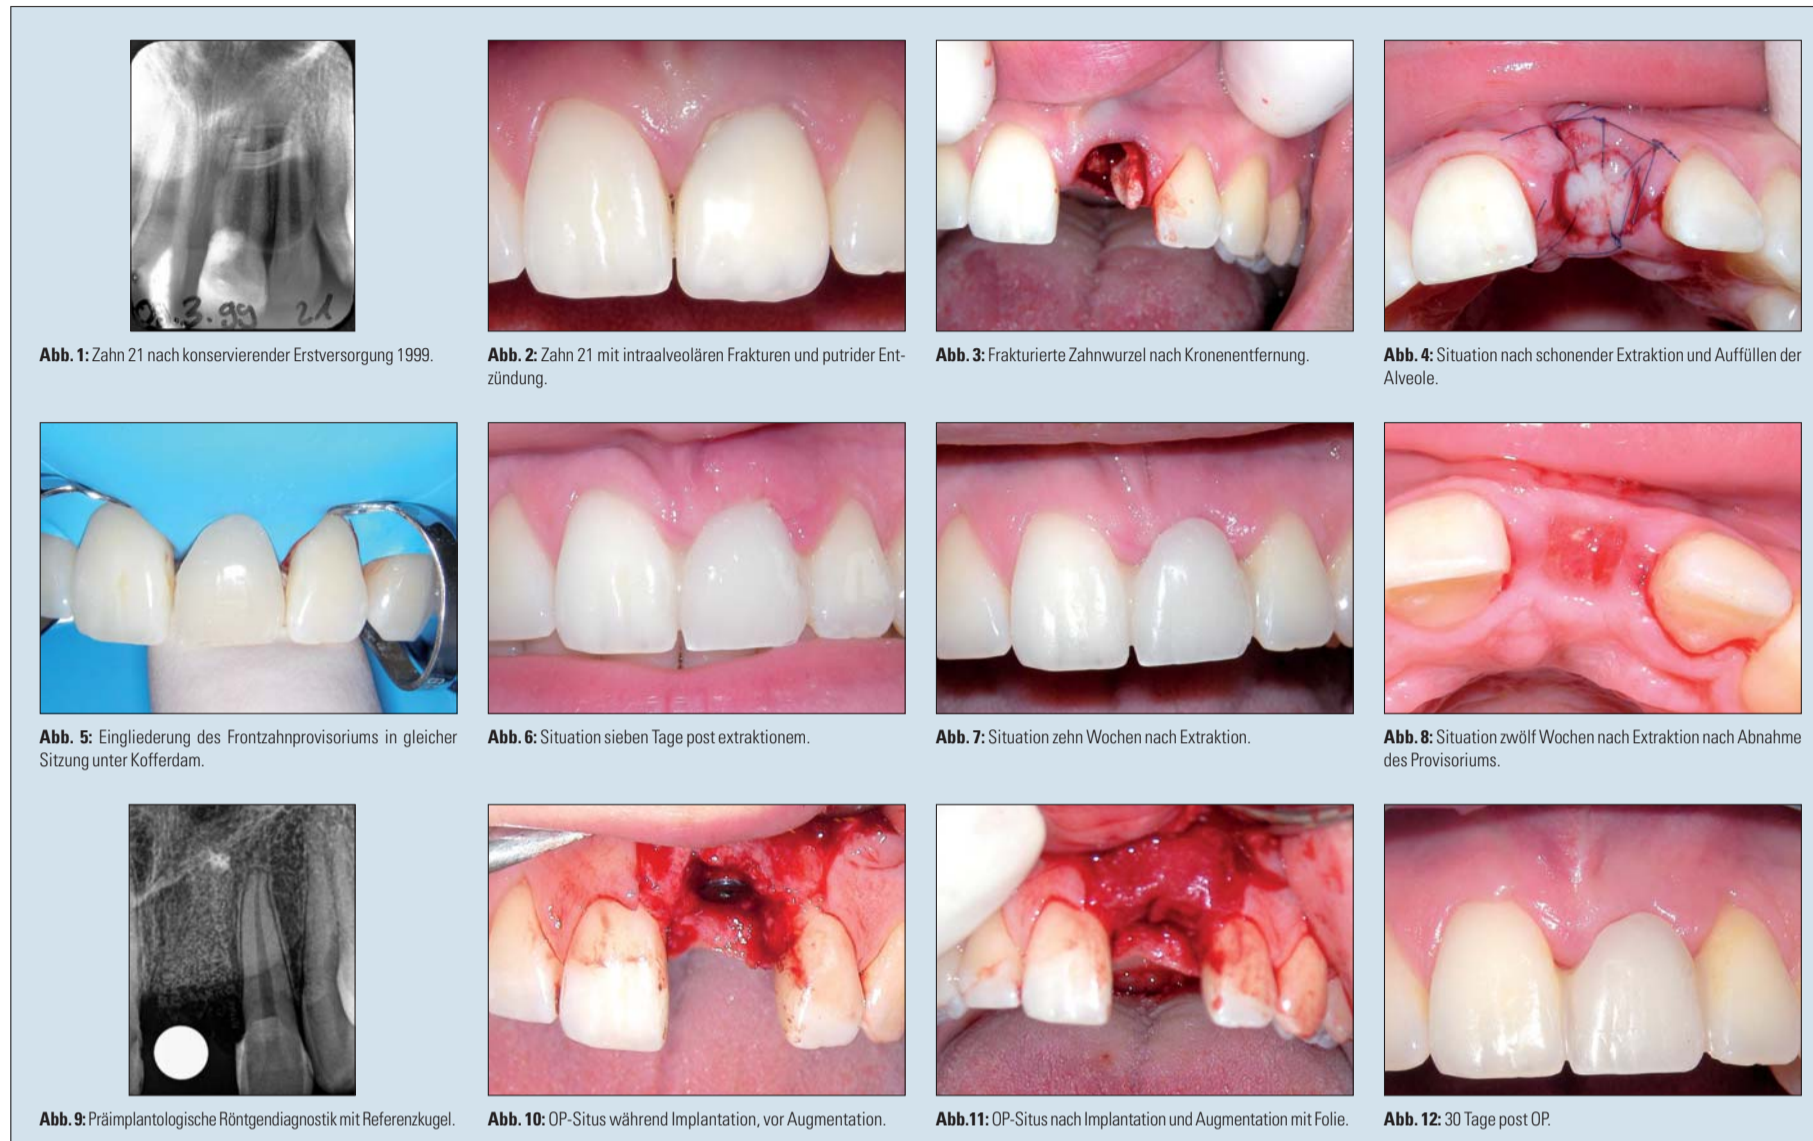 3.99 21
Abb. 1: Zahn 21 nach konservierender Erstversorgung 1999.
Abb. 2: Zahn 21 mit intraalveolären Frakturen und putrider Ent-
zündung.
Abb. 3: Frakturierte Zahnwurzel nach Kronenentfernung.
Abb. 4: Situation nach schonender Extraktion und Auffüllen der
Alveole.
Abb. 5: Eingliederung des Frontzahnprovisoriums in gleicher
Sitzung unter Kofferdam.
Abb. 6: Situation sieben Tage post extraktionem.
Abb. 7: Situation zehn Wochen nach Extraktion.
Abb. 8: Situation zwölf Wochen nach Extraktion nach Abnahme
des Provisoriums.
Abb. 9: Präimplantologische Röntgendiagnostik mit Referenzkugel.
Abb. 10: OP-Situs während Implantation, vor Augmentation.
Abb.11: OP-Situs nach Implantation und Augmentation mit Folie.
Abb. 12: 30 Tage post OP.